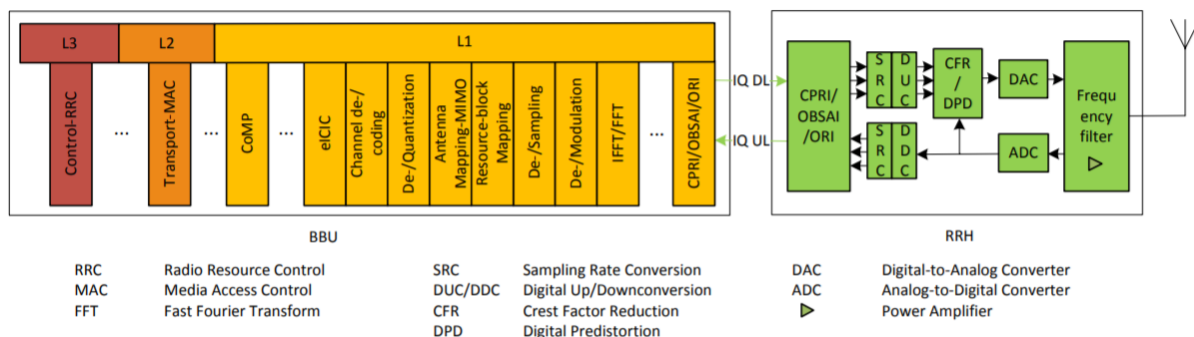 L3
L2
L1
Control-RRC
...
Transport-MAC
...
CoMP
...
eICIC
Channel de-/
coding
De-/Quantization
Antenna
Mapping-MIMO
Resource-block
Mapping
De-/Sampling
De-/Modulation
IFFT/FFT
...
CPRI/OBSAI/ORI
IQ DL
IQ UL
CPRI/
OBSAI
/ORI
SRC
DUC
CFR
/
DPD
DAC
SRC
DDC
ADC
Frequ
ency
filter
BBU
RRH
RRC Radio Resource Control
MAC Media Access Control
FFT Fast Fourier Transform
SRC Sampling Rate Conversion
DUC/DDC Digital Up/Downconversion
CFR Crest Factor Reduction
DPD Digital Predistortion
DAC Digital-to-Analog Converter
ADC Analog-to-Digital Converter
Power Amplifier